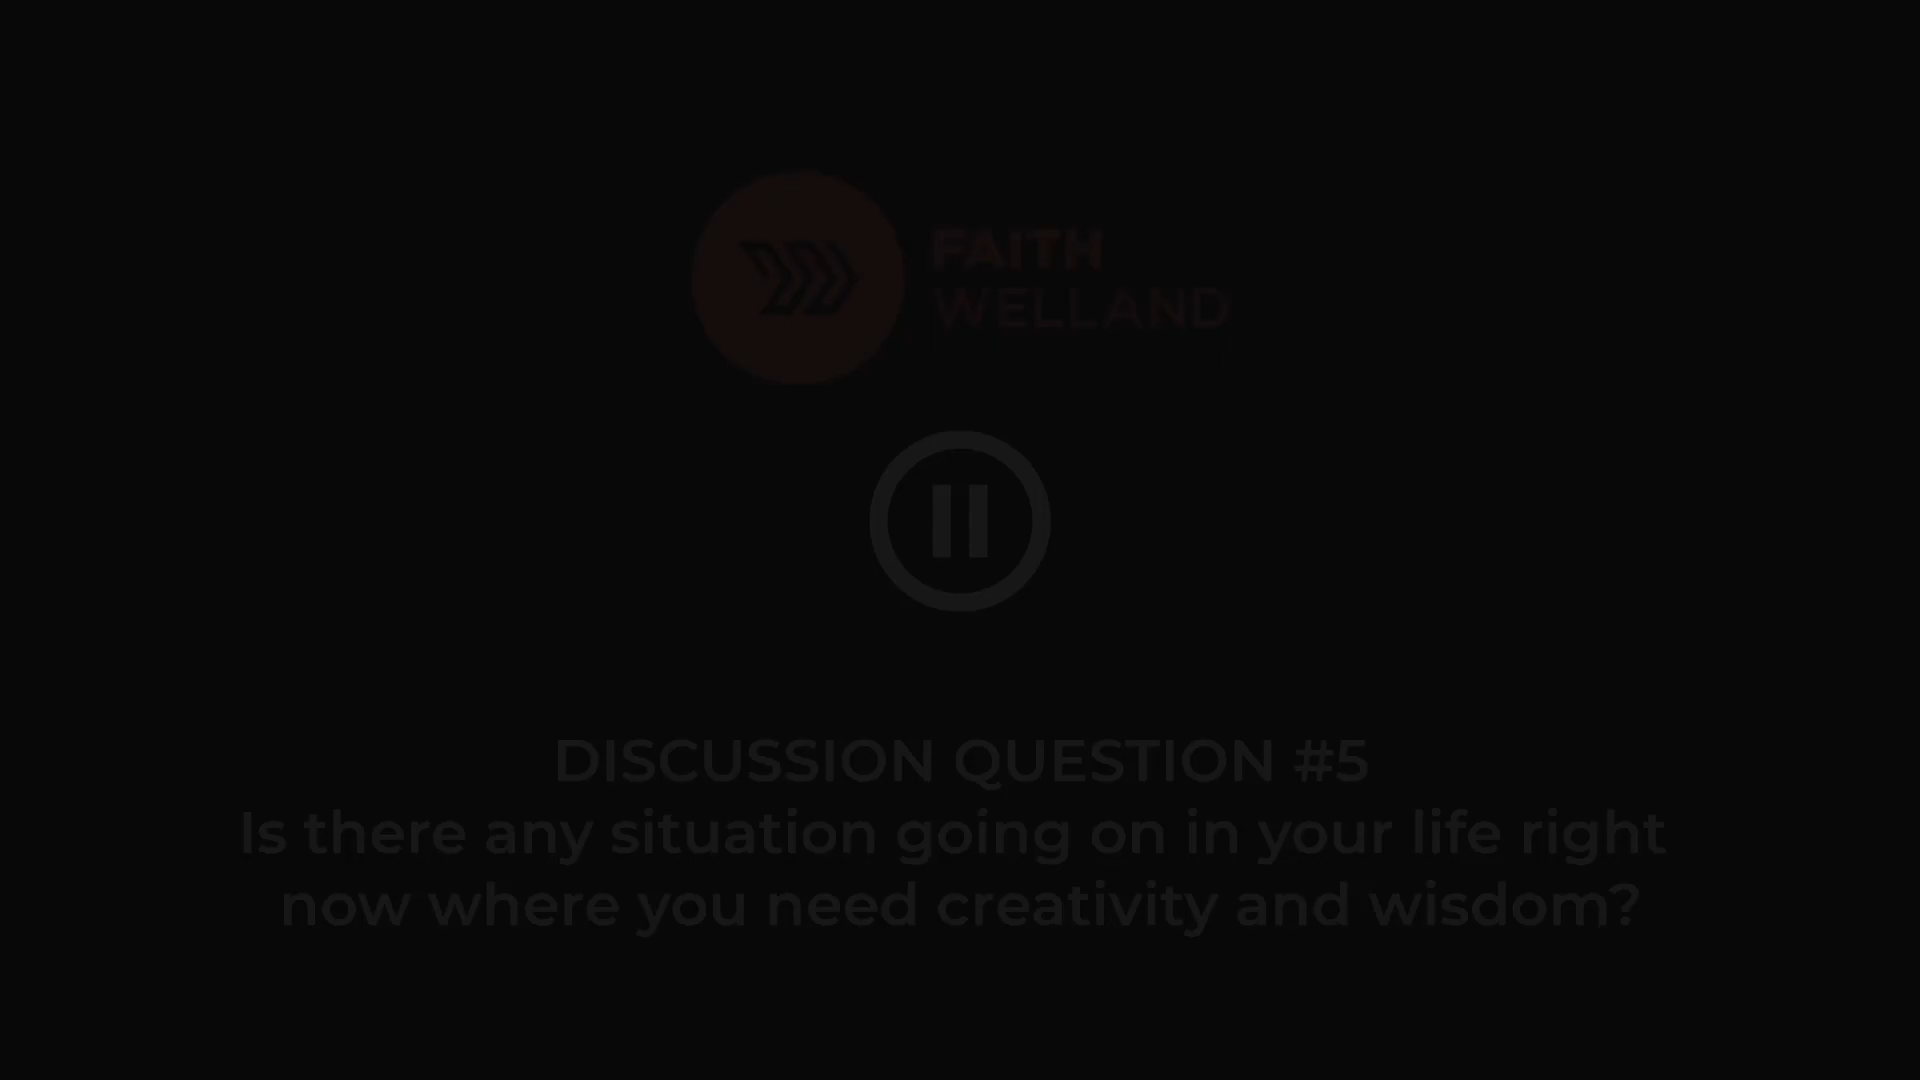 FAITH
WELLAND
DISCUSSION QUESTION #5
Is there any situation going on in your life right
now where you need creativity and wisdom?